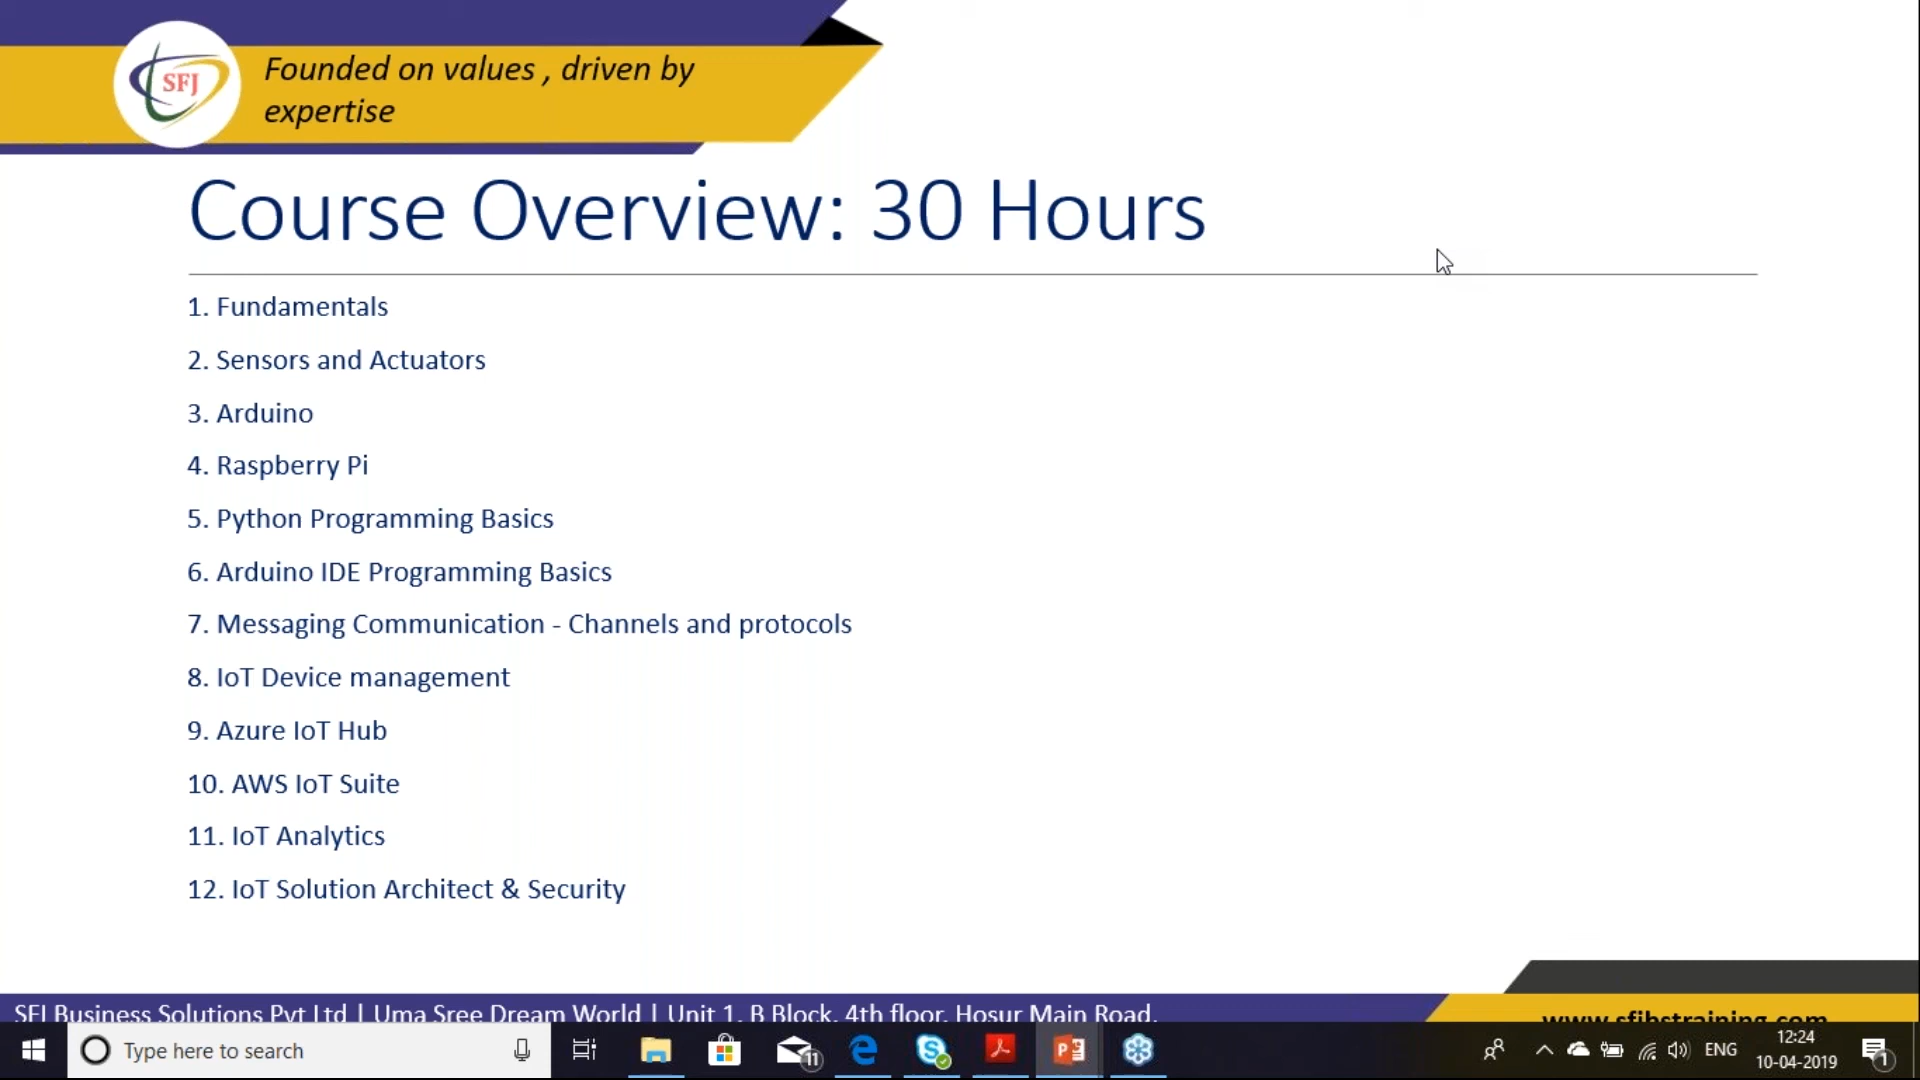 SFJ
Founded on values , driven by
expertise
Course Overview: 30 Hours
1. Fundamentals
2. Sensors and Actuators
3. Arduino
4. Raspberry Pi
5. Python Programming Basics
6. Arduino IDE Programming Basics
7. Messaging Communication - Channels and protocols
8. IoT Device management
9. Azure IoT Hub
10. AWS IoT Suite
11. IoT Analytics
12. IoT Solution Architect & Security
SFJ Business Solutions Pvt Ltd | Uma Sree Dream World | Unit 1, B Block, 4th floor, Hosur Main Road,
www.sfjbstraining.com
Type here to search
11
ENG
12:24
10-04-2019
1